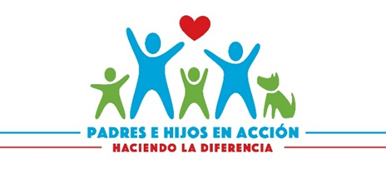 PADRES E HIJOS EN ACCIÓN
HACIENDO LA DIFERENCIA